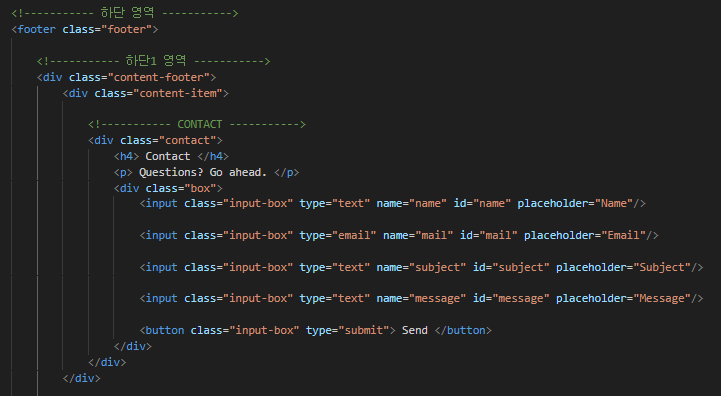 <!----------- 하단 영역 ----------->
<footer class="footer">
<!----------- 하단1 영역 ----------->
<div class="content-footer">
<div class="content-item">
<!----------- CONTACT ----------->
<div class="contact">
<h4> Contact </h4>
<p> Questions? Go ahead. </p>
<div class="box">
<input class="input-box" type="text" name="name" id="name" placeholder="Name"/>
<input class="input-box" type="email" name="mail" id="mail" placeholder="Email"/>
<input class="input-box" type="text" name="subject" id="subject" placeholder="Subject"/>
<input class="input-box" type="text" name="message" id="message" placeholder="Message"/>
<button class="input-box" type="submit"> Send </button>
</div>
</div>
</div>